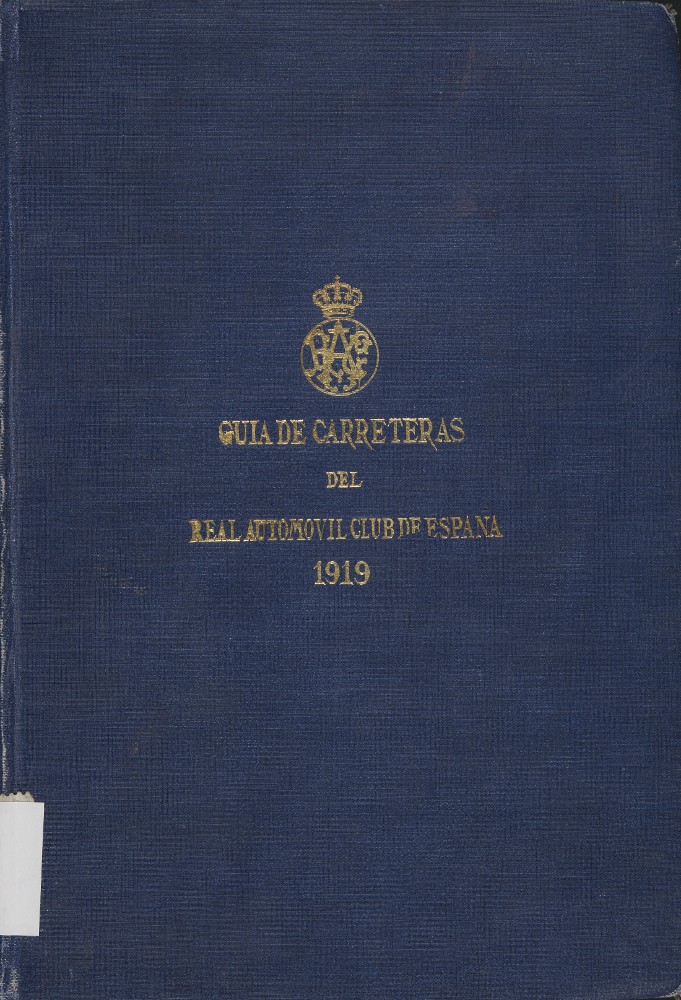 GUIA DE CARRETERAS
DEL
REAL AUTOMOVIL CLUB DE ESPAÑA
1919